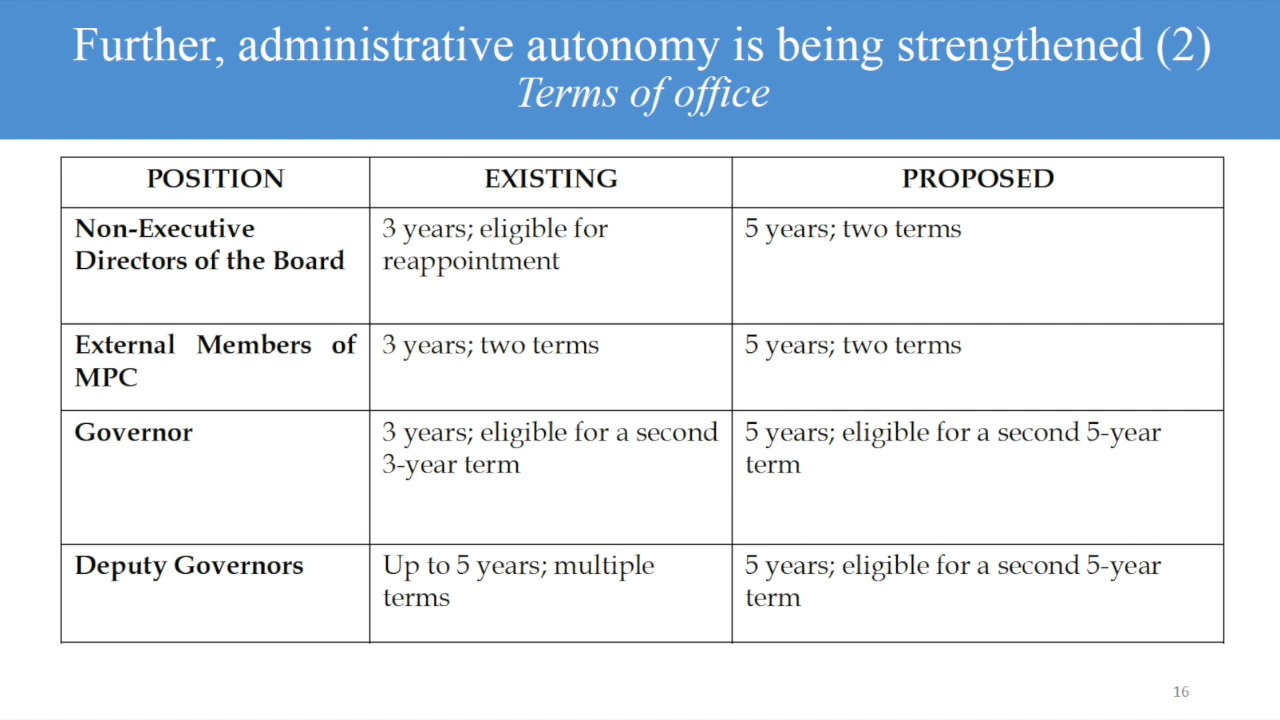 Further, administrative autonomy is being strengthened (2)
Terms of office
POSITION
EXISTING
PROPOSED
Non-Executive
Directors of the Board
3 years; eligible for
reappointment
5 years; two terms
External Members of
MPC
3 years; two terms
5 years; two terms
Governor
3 years; eligible for a second
3-year term
5 years; eligible for a second 5-year
term
Deputy Governors
Up to 5 years; multiple
terms
5 years; eligible for a second 5-year
term
16